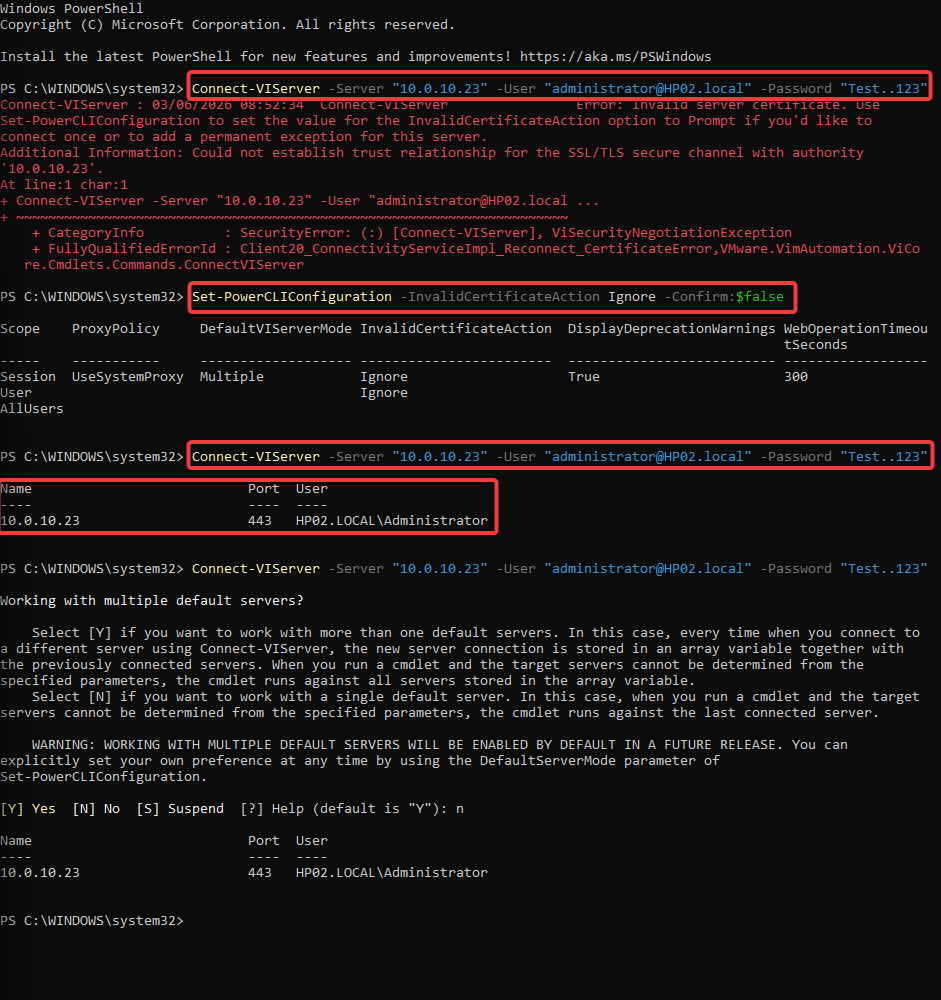 Windows PowerShell
Copyright (C) Microsoft Corporation. All rights reserved.
Install the latest PowerShell for new features and improvements! https://aka.ms/PSWindows
PS C:\WINDOWS\system32> Connect-VIServer -Server "10.0.10.23" -User "administrator@HP02.local" -Password "Test..123"
Connect-VIServer : 03/06/2026 08:52:34  Connect-VIServer                Error: Invalid server certificate. Use
Set-PowerCLIConfiguration to set the value for the InvalidCertificateAction option to Prompt if you'd like to
connect once or to add a permanent exception for this server.
Additional Information: Could not establish trust relationship for the SSL/TLS secure channel with authority
'10.0.10.23'.
At line:1 char:1
+ Connect-VIServer -Server "10.0.10.23" -User "administrator@HP02.local ...
+ ~~~~~~~~~~~~~~~~~~~~~~~~~~~~~~~~~~~~~~~~~~~~~~~~~~~~~~~~~~~~~~~~~~~~~
    + CategoryInfo          : SecurityError: (:) [Connect-VIServer], ViSecurityNegotiationException
    + FullyQualifiedErrorId : Client20_ConnectivityServiceImpl_Reconnect_CertificateError,VMware.VimAutomation.ViCo
   re.Cmdlets.Commands.ConnectVIServer
PS C:\WINDOWS\system32> Set-PowerCLIConfiguration -InvalidCertificateAction Ignore -Confirm:$false
Scope    ProxyPolicy     DefaultVIServerMode InvalidCertificateAction  DisplayDeprecationWarnings WebOperationTimeou
                                                                                                  tSeconds
-----    -----------     ------------------- ------------------------  -------------------------- ------------------
Session  UseSystemProxy  Multiple            Ignore                    True                       300
User                                         Ignore
AllUsers
PS C:\WINDOWS\system32> Connect-VIServer -Server "10.0.10.23" -User "administrator@HP02.local" -Password "Test..123"
Name                           Port  User
----                           ----  ----
10.0.10.23                     443   HP02.LOCAL\Administrator
PS C:\WINDOWS\system32> Connect-VIServer -Server "10.0.10.23" -User "administrator@HP02.local" -Password "Test..123"
Working with multiple default servers?
    Select [Y] if you want to work with more than one default servers. In this case, every time when you connect to
a different server using Connect-VIServer, the new server connection is stored in an array variable together with
the previously connected servers. When you run a cmdlet and the target servers cannot be determined from the
specified parameters, the cmdlet runs against all servers stored in the array variable.
    Select [N] if you want to work with a single default server. In this case, when you run a cmdlet and the target
servers cannot be determined from the specified parameters, the cmdlet runs against the last connected server.
    WARNING: WORKING WITH MULTIPLE DEFAULT SERVERS WILL BE ENABLED BY DEFAULT IN A FUTURE RELEASE. You can
explicitly set your own preference at any time by using the DefaultServerMode parameter of
Set-PowerCLIConfiguration.
[Y] Yes  [N] No  [S] Suspend  [?] Help (default is "Y"): n
Name                           Port  User
----                           ----  ----
10.0.10.23                     443   HP02.LOCAL\Administrator
PS C:\WINDOWS\system32>